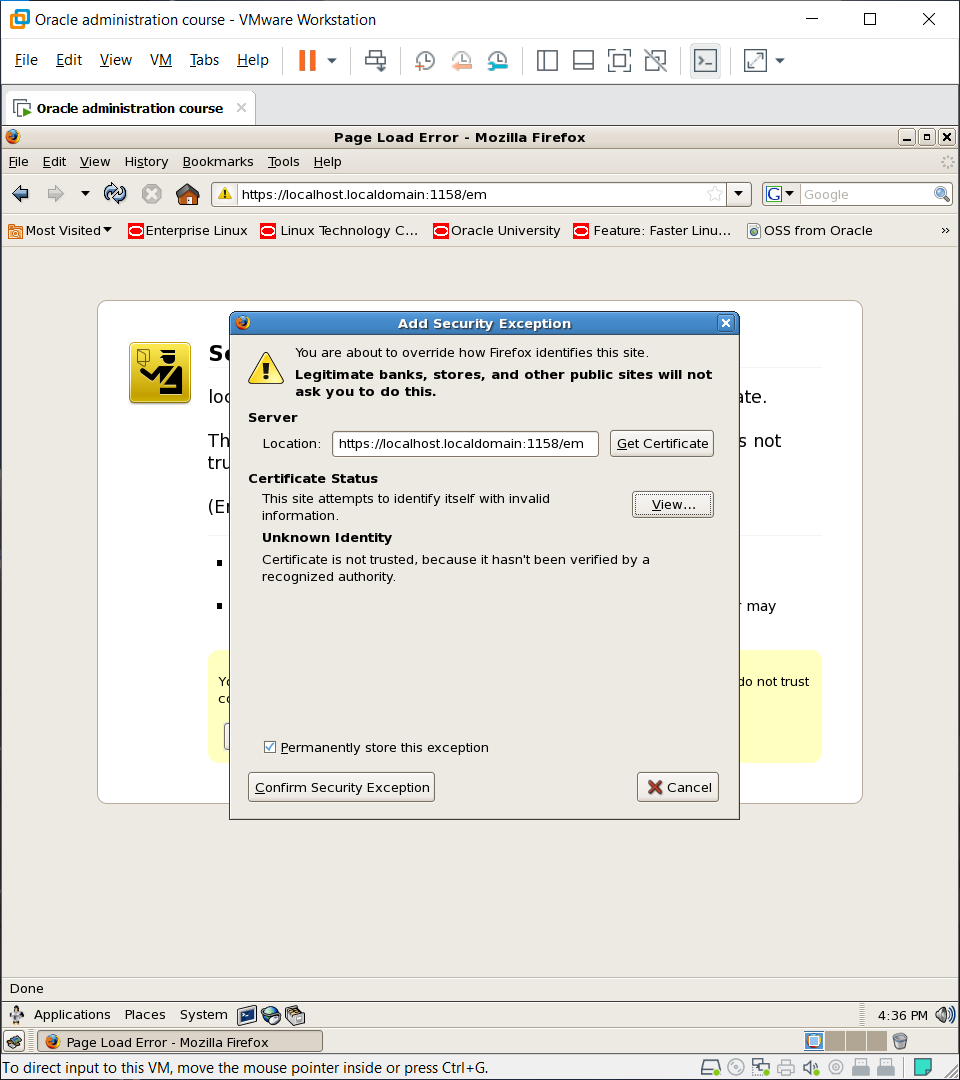 Oracle administration course - VMware Workstation
File Edit View VM Tabs Help
Oracle administration course
Page Load Error - Mozilla Firefox
File Edit View History Bookmarks Tools Help
https://localhost.localdomain:1158/em
G Google
Most Visited Enterprise Linux Linux Technology C... Oracle University Feature: Faster Linu... OSS from Oracle »
Add Security Exception
You are about to override how Firefox identifies this site.
Legitimate banks, stores, and other public sites will not
ask you to do this.
Server
Location: https://localhost.localdomain:1158/em Get Certificate
Certificate Status
This site attempts to identify itself with invalid
information.
View...
Unknown Identity
Certificate is not trusted, because it hasn't been verified by a
recognized authority.
may
do not trust
Permanently store this exception
Confirm Security Exception Cancel
Done
Applications Places System 4:36 PM
Page Load Error - Mozilla Firefox
To direct input to this VM, move the mouse pointer inside or press Ctrl+G.